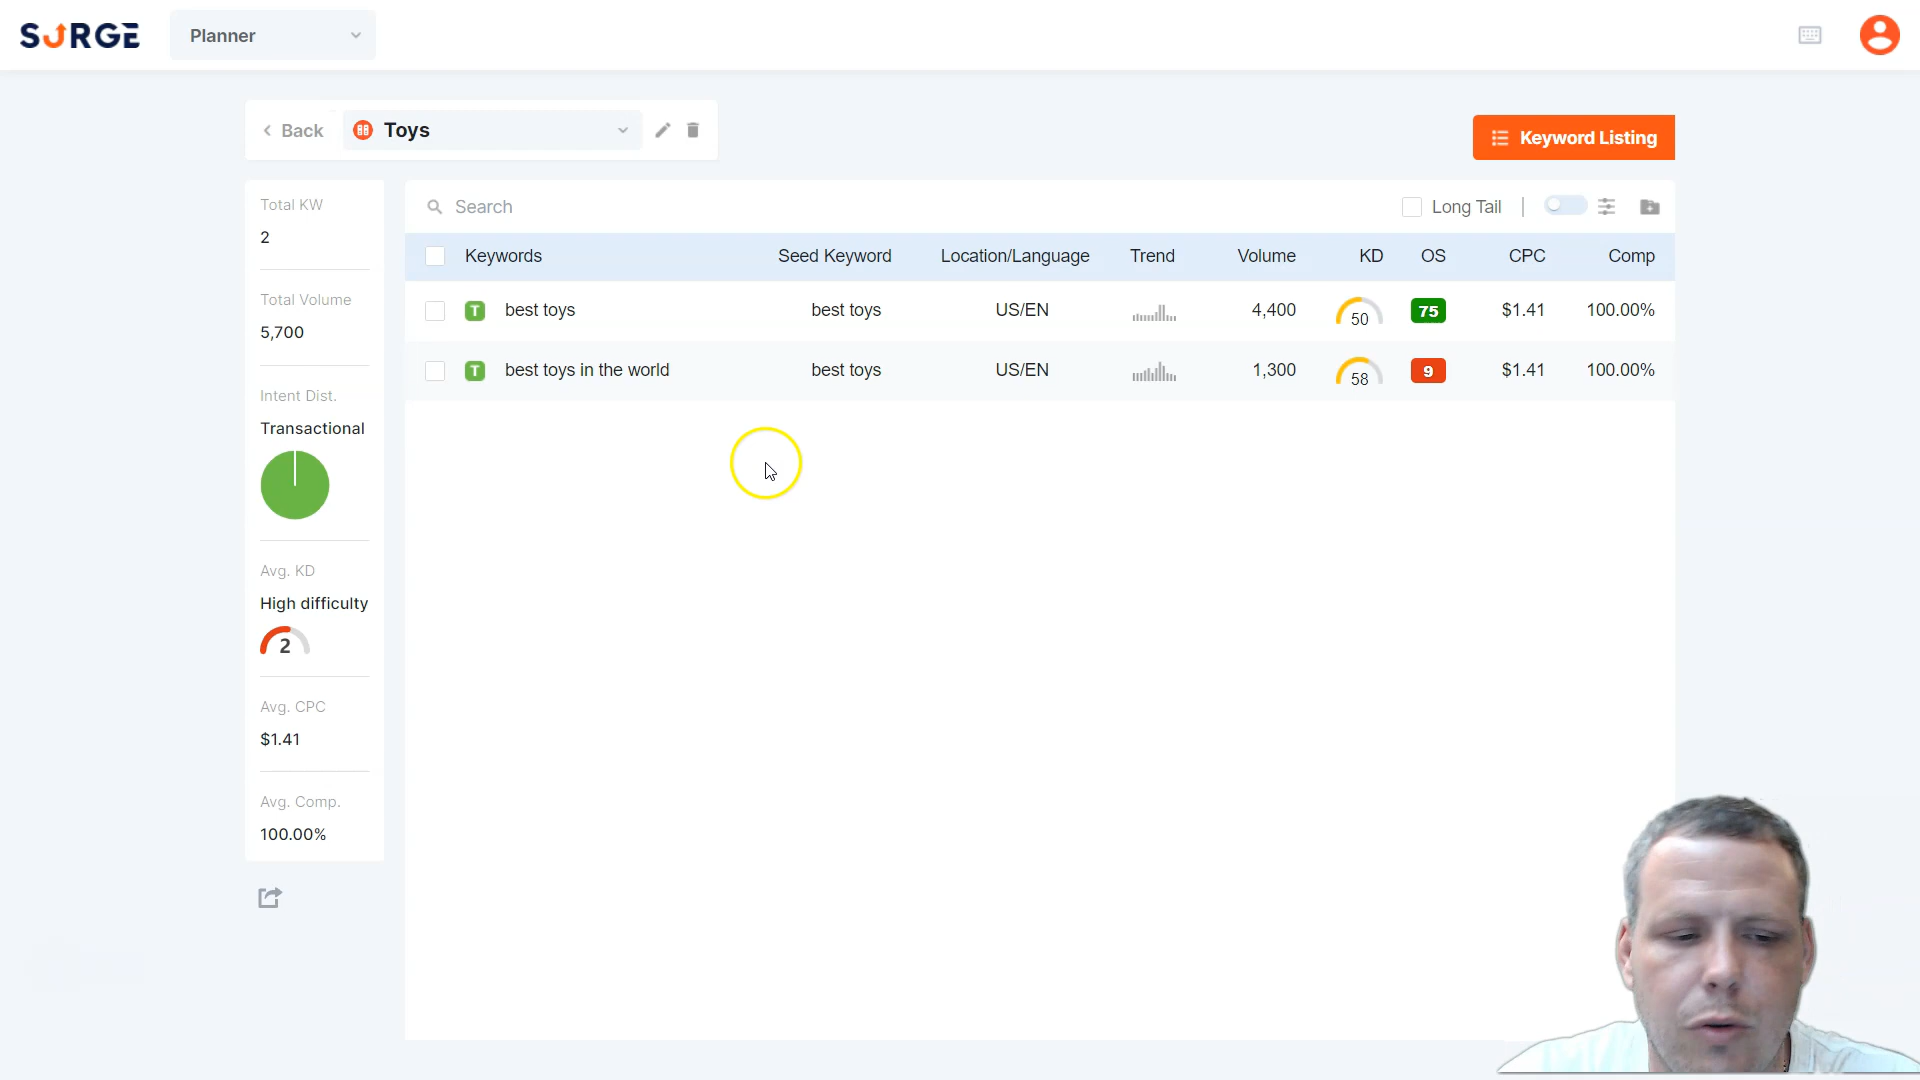 SURGE
Planner
Back
Toys
Keyword Listing
Total KW
2
Total Volume
5,700
Intent Dist.
Transactional
Avg. KD
High difficulty
2
Avg. CPC
$1.41
Avg. Comp.
100.00%
Search
Long Tail
Keywords Seed Keyword Location/Language Trend Volume KD OS CPC Comp
T best toys best toys US/EN 4,400 50 75 $1.41 100.00%
T best toys in the world best toys US/EN 1,300 58 9 $1.41 100.00%